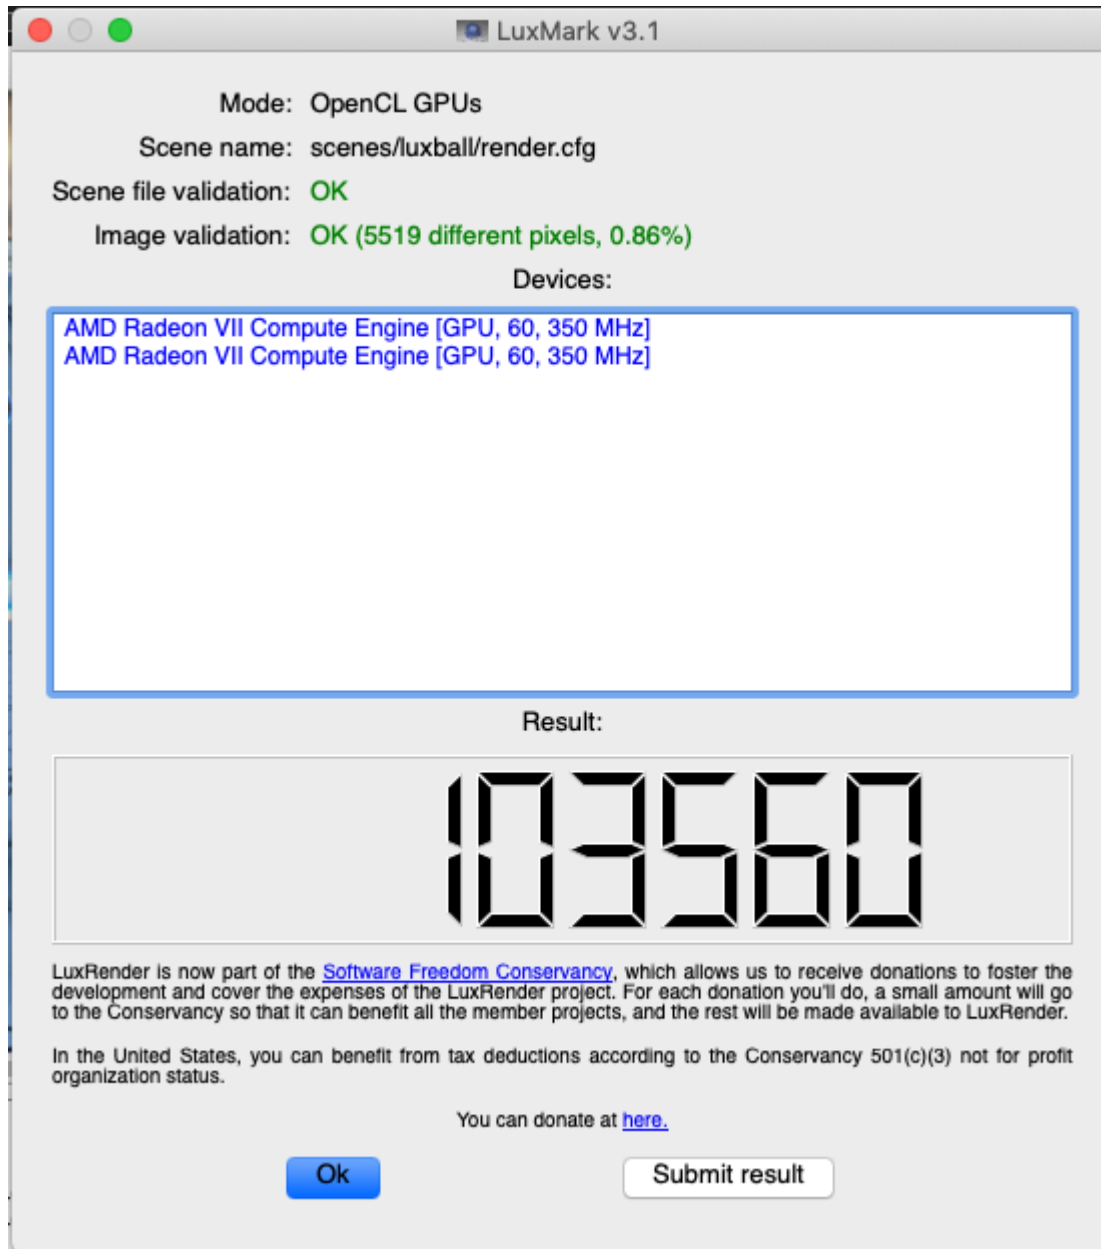 LuxMark v3.1
Mode: OpenCL GPUs
Scene name: scenes/luxball/render.cfg
Scene file validation: OK
Image validation: OK (5519 different pixels, 0.86%)
Devices:
AMD Radeon VII Compute Engine [GPU, 60, 350 MHz]
AMD Radeon VII Compute Engine [GPU, 60, 350 MHz]
Result:
103560
LuxRender is now part of the Software Freedom Conservancy, which allows us to receive donations to foster the
development and cover the expenses of the LuxRender project. For each donation you'll do, a small amount will go
to the Conservancy so that it can benefit all the member projects, and the rest will be made available to LuxRender.
In the United States, you can benefit from tax deductions according to the Conservancy 501(c)(3) not for profit
organization status.
You can donate at here.
Ok Submit result